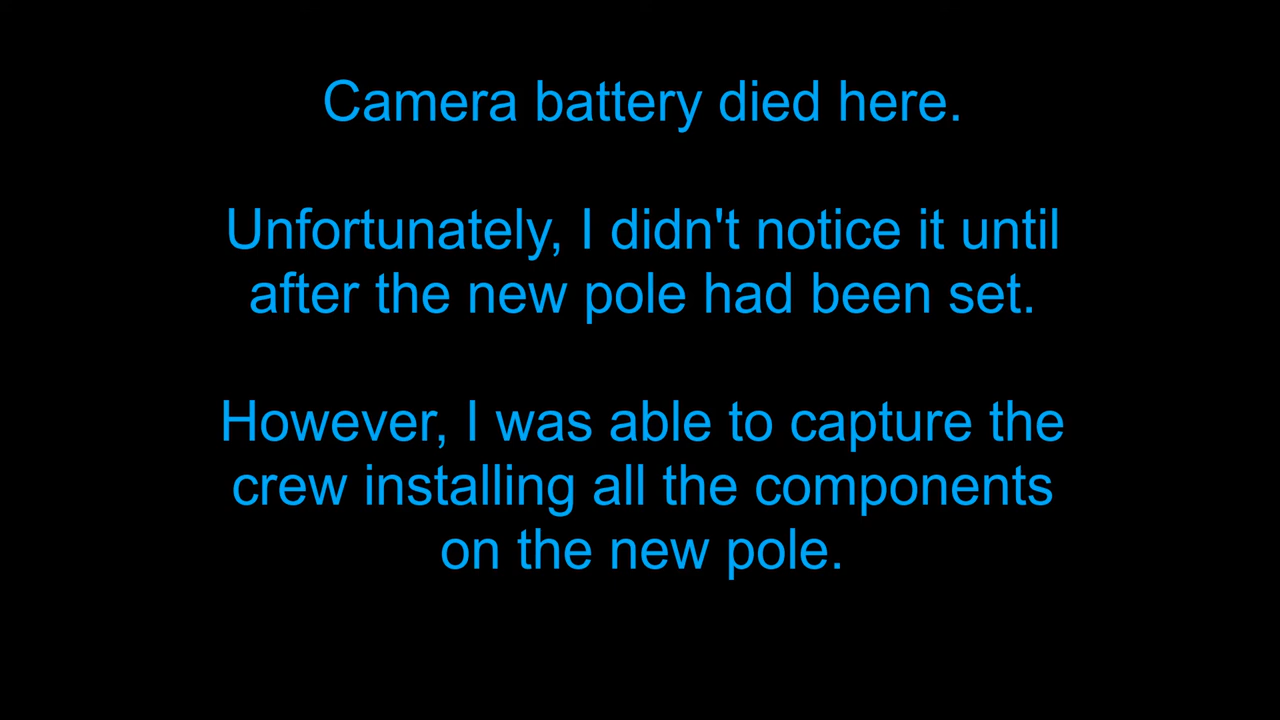 Camera battery died here.
Unfortunately, I didn't notice it until
after the new pole had been set.
However, I was able to capture the
crew installing all the components
on the new pole.